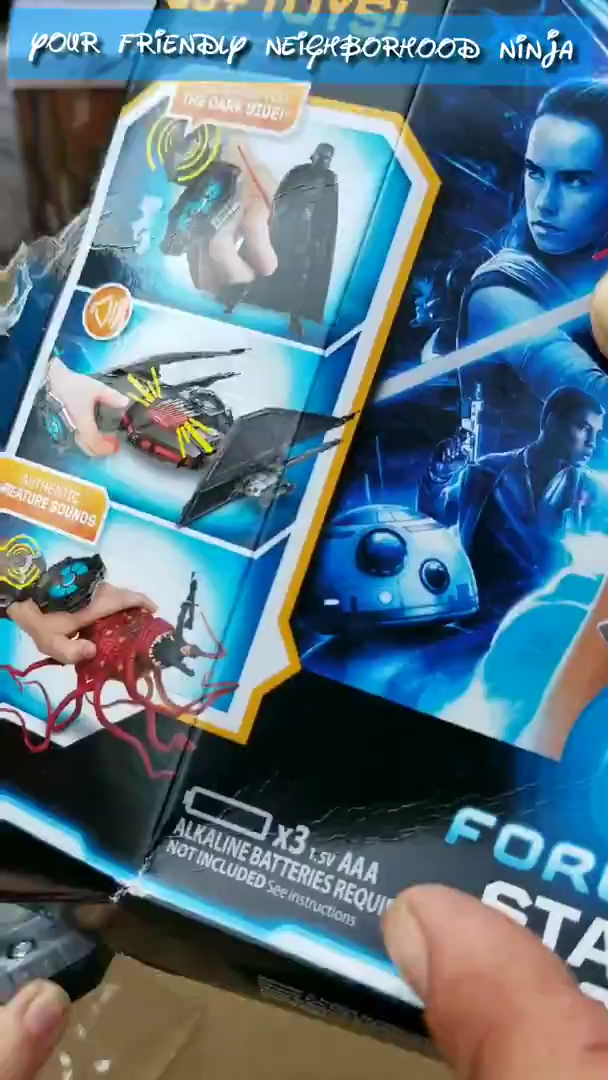 TOYS!
YOUR FRIENDLY NEIGHBORHOOD NINJA
THE DARK SIDE!
AUTHENTIC
CREATURE SOUNDS
x3 1.5V AAA
ALKALINE BATTERIES REQUI
NOT INCLUDED See instructions
FOR
STA